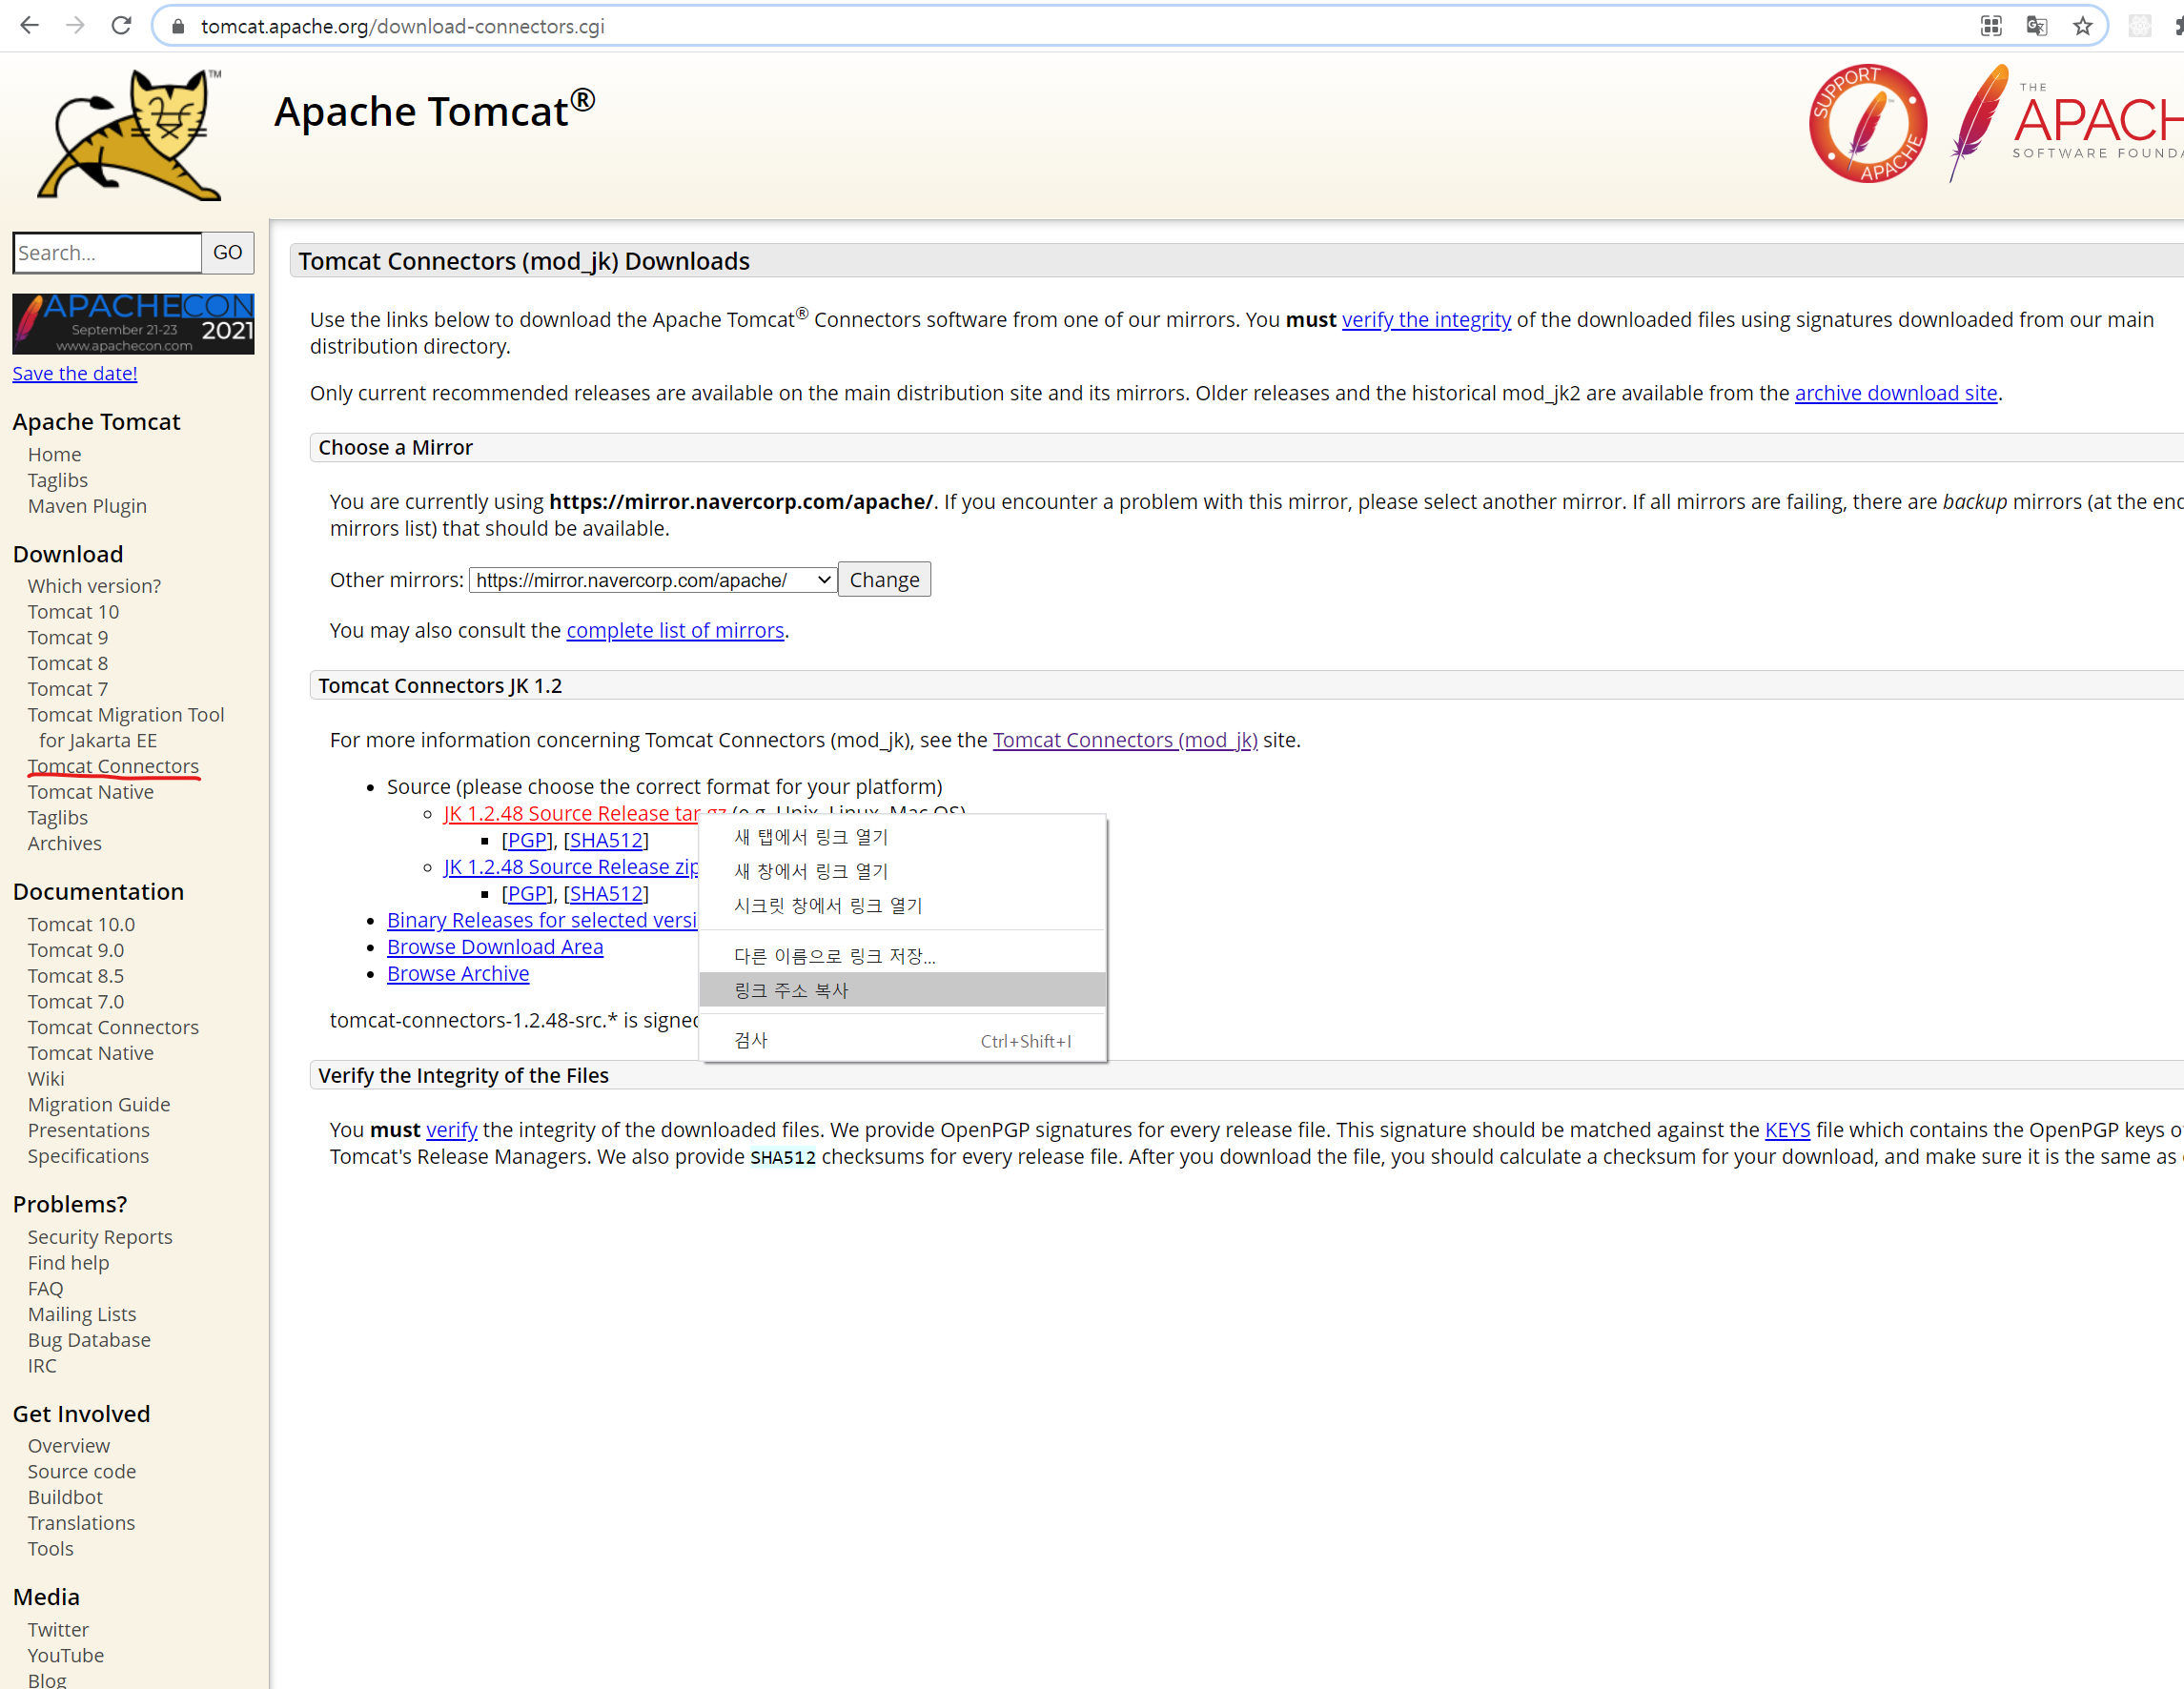 tomcat.apache.org/download-connectors.cgi
TM
Apache Tomcat®
SUPPORT
APACHE
THE
APACH
SOFTWARE FOUNDA
Search...
GO
APACHECON
September 21-23
2021
www.apachecon.com
Save the date!
Apache Tomcat
Home
Taglibs
Maven Plugin
Download
Which version?
Tomcat 10
Tomcat 9
Tomcat 8
Tomcat 7
Tomcat Migration Tool
for Jakarta EE
Tomcat Connectors
Tomcat Native
Taglibs
Archives
Documentation
Tomcat 10.0
Tomcat 9.0
Tomcat 8.5
Tomcat 7.0
Tomcat Connectors
Tomcat Native
Wiki
Migration Guide
Presentations
Specifications
Problems?
Security Reports
Find help
FAQ
Mailing Lists
Bug Database
IRC
Get Involved
Overview
Source code
Buildbot
Translations
Tools
Media
Twitter
YouTube
Blog
Tomcat Connectors (mod_jk) Downloads
Use the links below to download the Apache Tomcat® Connectors software from one of our mirrors. You must verify the integrity of the downloaded files using signatures downloaded from our main
distribution directory.
Only current recommended releases are available on the main distribution site and its mirrors. Older releases and the historical mod_jk2 are available from the archive download site.
Choose a Mirror
You are currently using https://mirror.navercorp.com/apache/. If you encounter a problem with this mirror, please select another mirror. If all mirrors are failing, there are backup mirrors (at the end
mirrors list) that should be available.
Other mirrors: https://mirror.navercorp.com/apache/ Change
You may also consult the complete list of mirrors.
Tomcat Connectors JK 1.2
For more information concerning Tomcat Connectors (mod_jk), see the Tomcat Connectors (mod_jk) site.
Source (please choose the correct format for your platform)
JK 1.2.48 Source Release tar.gz (e.g. Unix, Linux, Mac OS)
[PGP], [SHA512]
JK 1.2.48 Source Release zip
[PGP], [SHA512]
Binary Releases for selected versi
Browse Download Area
Browse Archive
tomcat-connectors-1.2.48-src.* is signed
새 탭에서 링크 열기
새 창에서 링크 열기
시크릿 창에서 링크 열기
다른 이름으로 링크 저장...
링크 주소 복사
검사 Ctrl+Shift+I
Verify the Integrity of the Files
You must verify the integrity of the downloaded files. We provide OpenPGP signatures for every release file. This signature should be matched against the KEYS file which contains the OpenPGP keys of
Tomcat's Release Managers. We also provide SHA512 checksums for every release file. After you download the file, you should calculate a checksum for your download, and make sure it is the same as